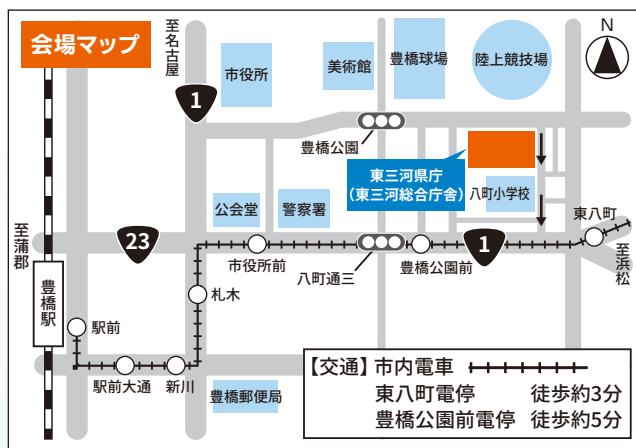 会場マップ
至名古屋
1
市役所
美術館
豊橋球場
陸上競技場
N
豊橋公園
東三河県庁
(東三河総合庁舎)
八町小学校
公会堂
警察署
東八町
至蒲郡
23
市役所前
八町通三
豊橋公園前
1
至浜松
豊橋駅
札木
駅前
駅前大通
新川
豊橋郵便局
【交通】市内電車
東八町電停 徒歩約3分
豊橋公園前電停 徒歩約5分